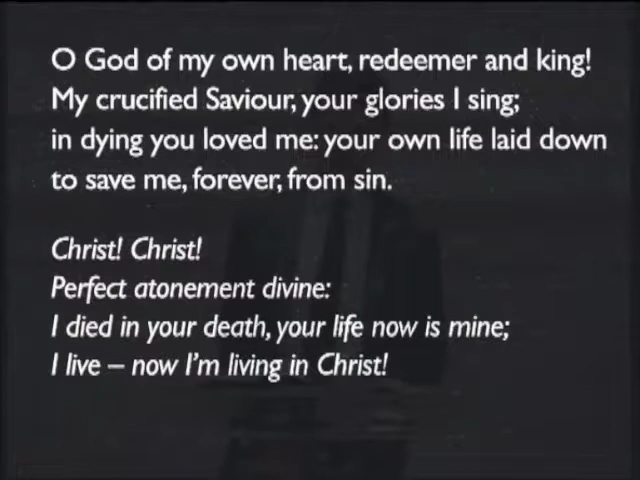 O God of my own heart, redeemer and king!
My crucified Saviour, your glories I sing;
in dying you loved me: your own life laid down
to save me, forever, from sin.
Christ! Christ!
Perfect atonement divine:
I died in your death, your life now is mine;
I live – now I'm living in Christ!